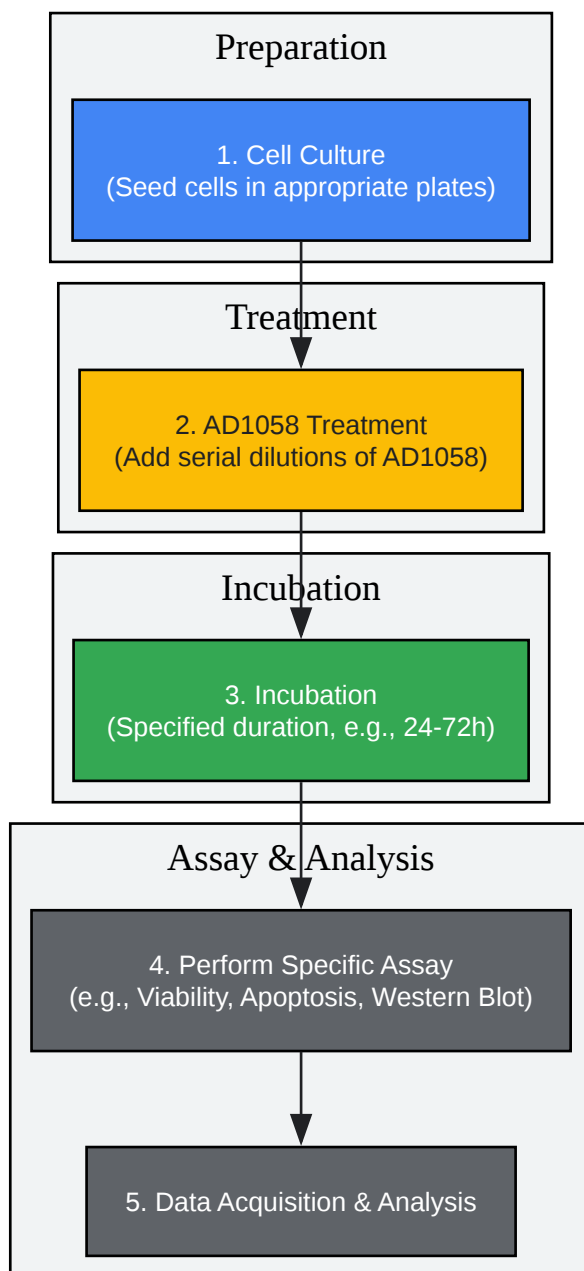 Preparation
1. Cell Culture
(Seed cells in appropriate plates)
Treatment
2. AD1058 Treatment
(Add serial dilutions of AD1058)
Incubation
3. Incubation
(Specified duration, e.g., 24-72h)
Assay & Analysis
4. Perform Specific Assay
(e.g., Viability, Apoptosis, Western Blot)
5. Data Acquisition & Analysis